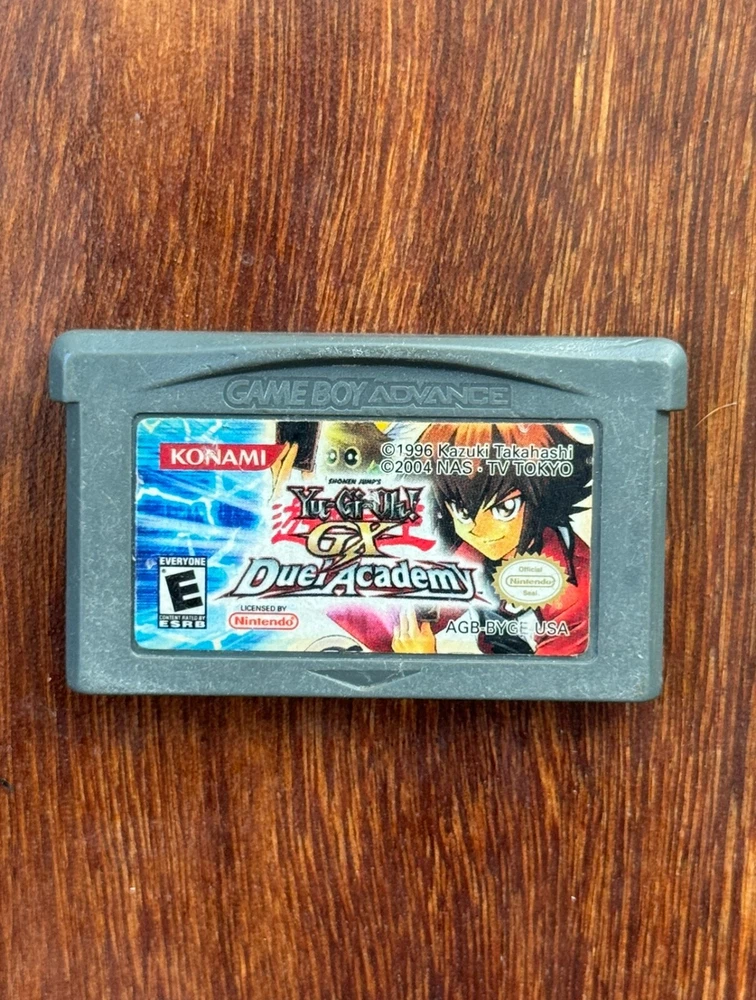 GAME BOY ADVANCE
KONAMI
©1996 Kazuki Takahashi
©2004 NAS · TV TOKYO
SHONEN JUMP'S
Yu-Gi-Oh!
GX
Duel Academy
EVERYONE
E
CONTENT RATED BY
ESRB
LICENSED BY
Nintendo
Official
Nintendo
Seal
AGB-BYGE-USA